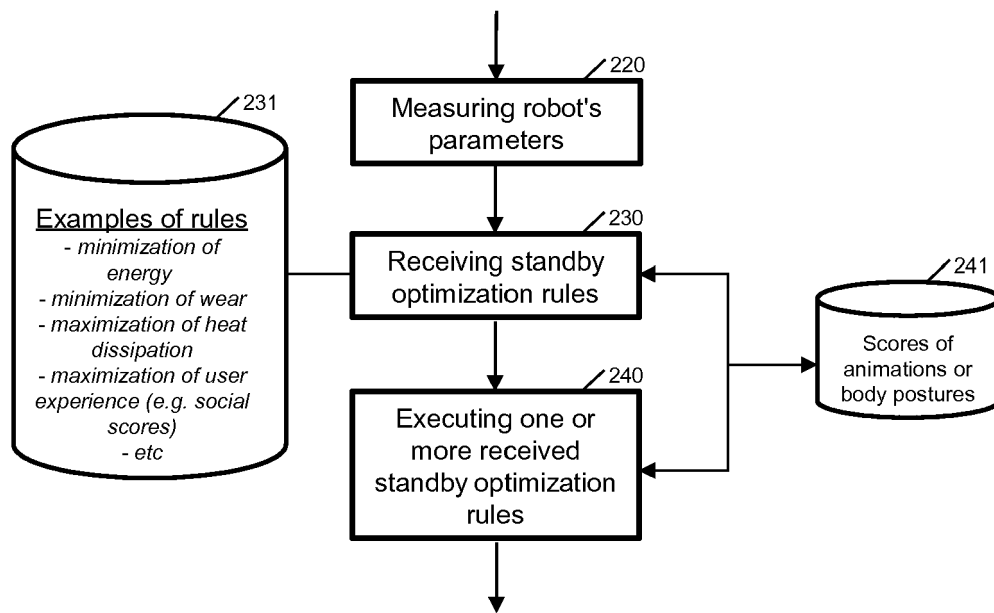 220
Measuring robot's
parameters
231
Examples of rules
- minimization of
energy
- minimization of wear
- maximization of heat
dissipation
- maximization of user
experience (e.g. social
scores)
- etc
230
Receiving standby
optimization rules
241
Scores of
animations or
body postures
240
Executing one or
more received
standby optimization
rules